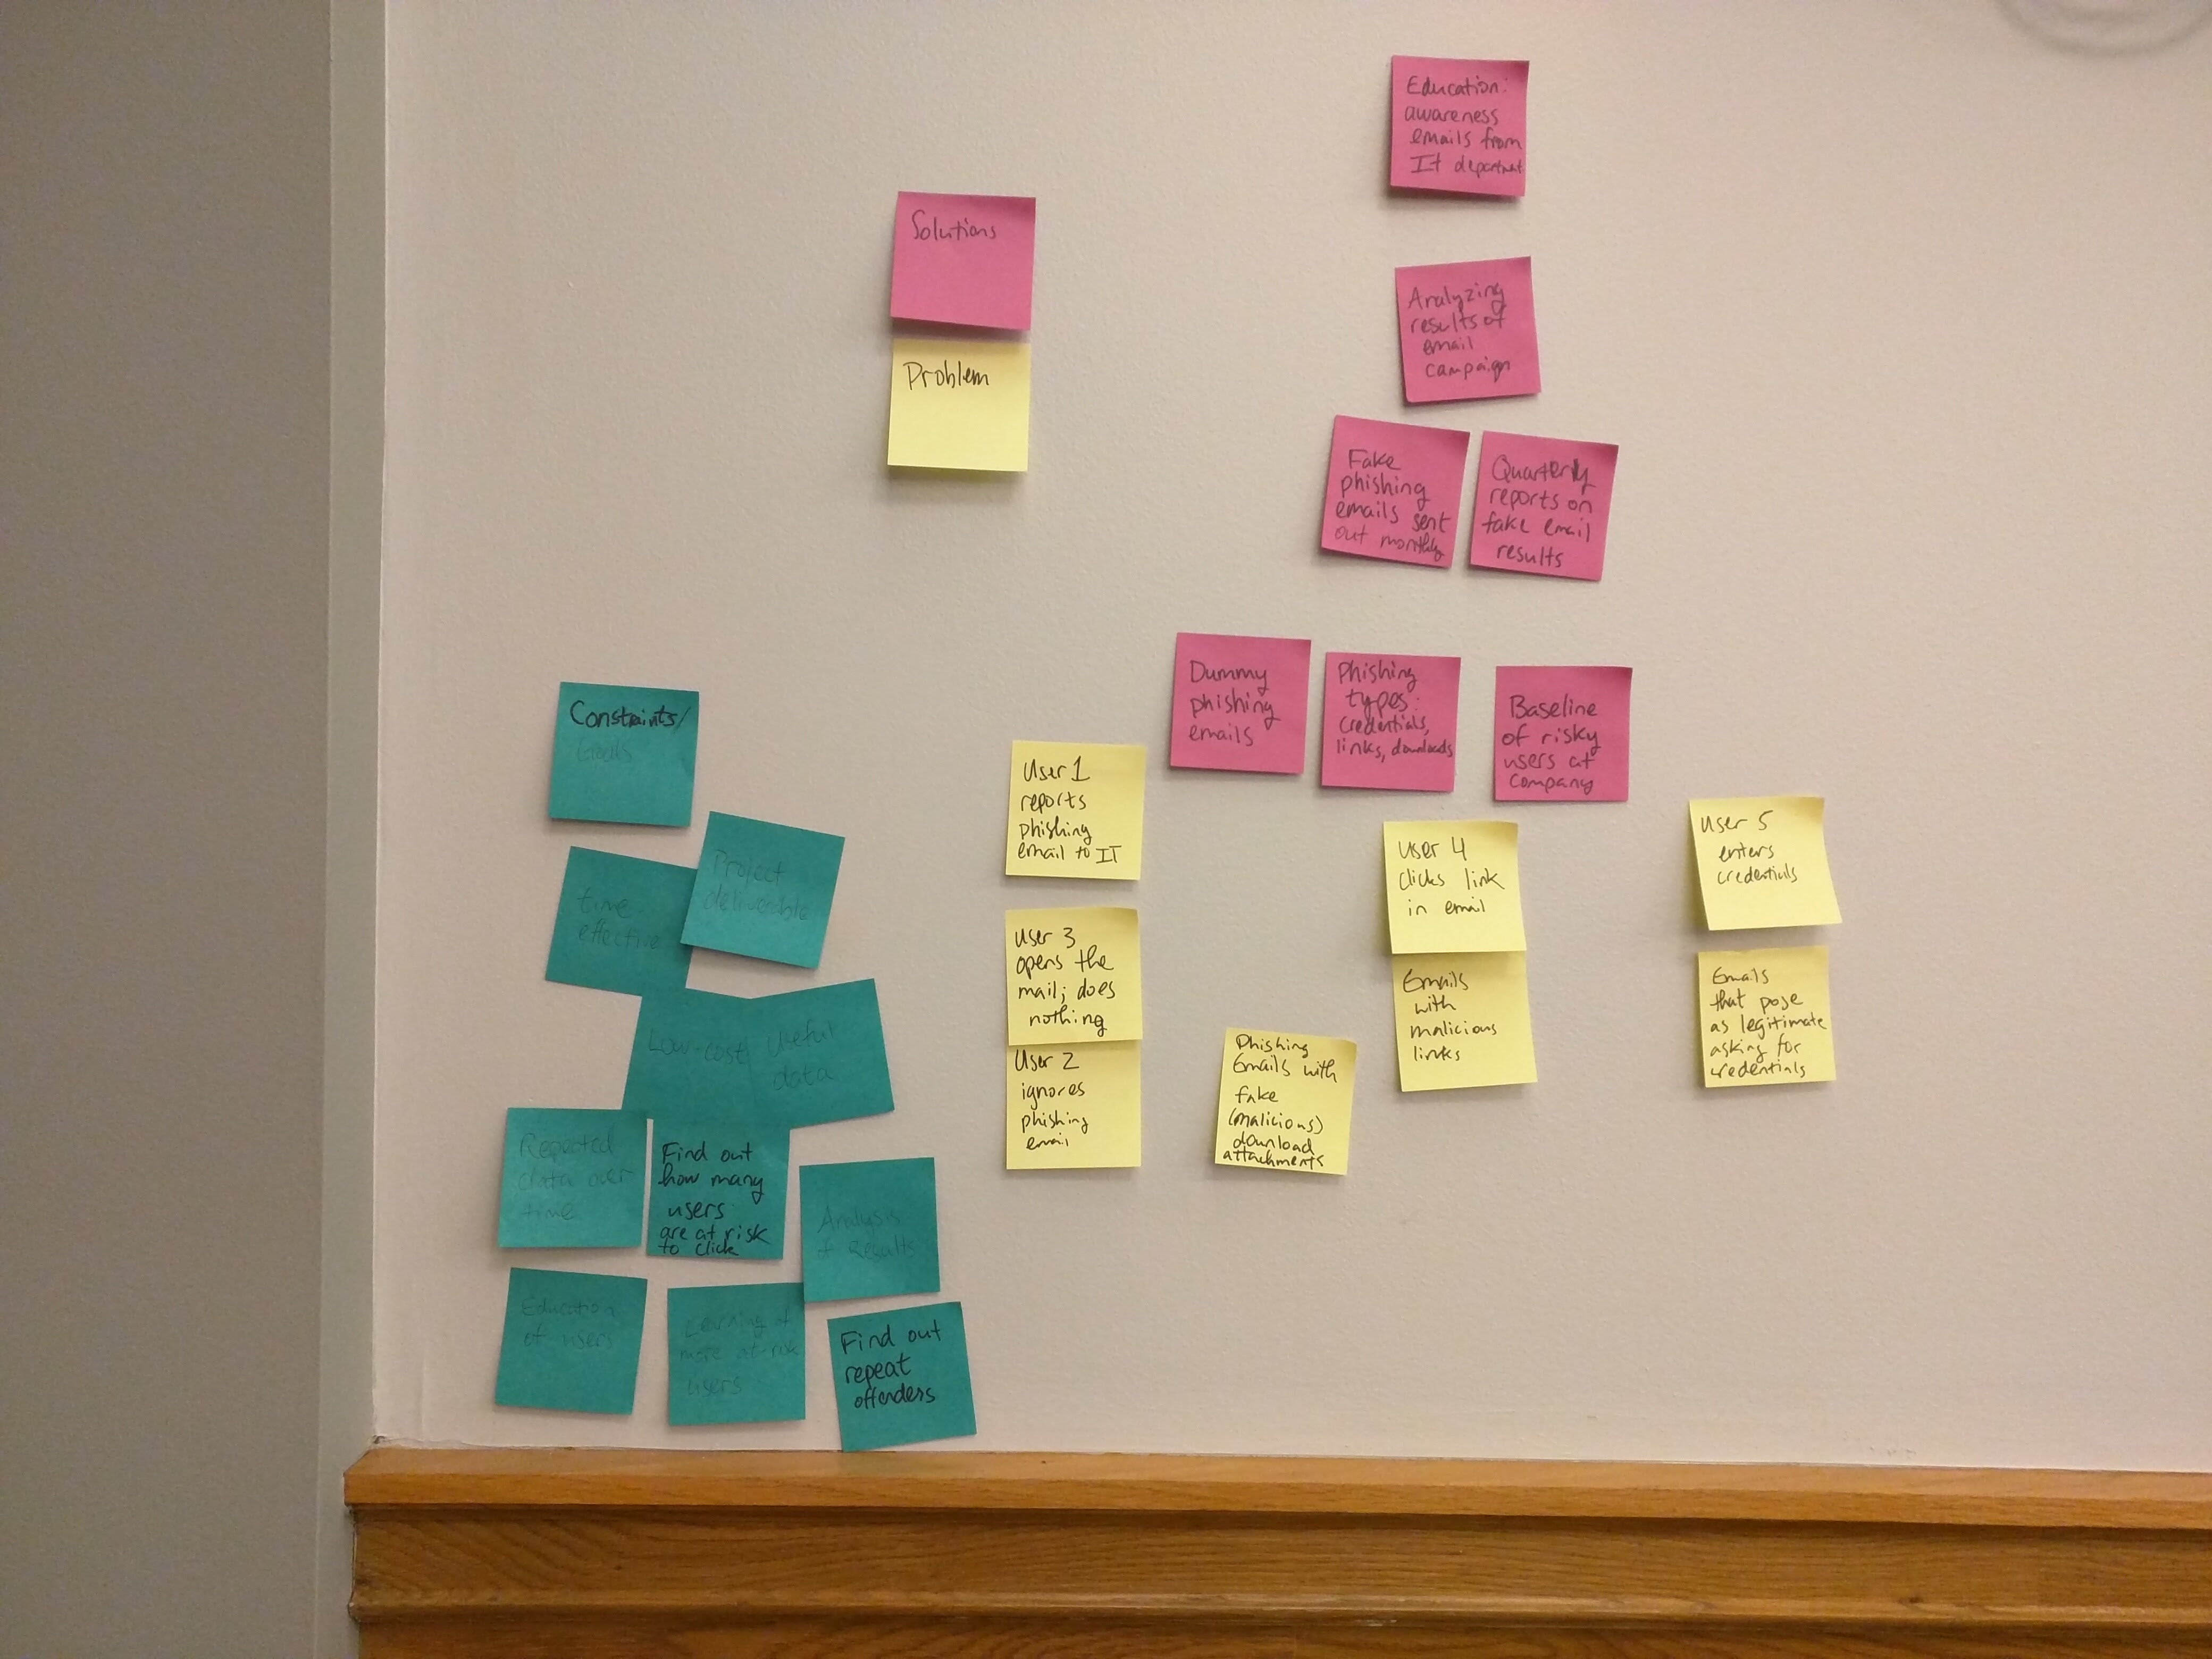 Education:
awareness
emails from
It department
Solutions
Analyzing
results of
email
campaign
Problem
Fake
phishing
emails sent
out monthly
Quarterly
reports on
fake email
results
Dummy
phishing
emails
Phishing
types:
credentials,
links, downloads
Baseline
of risky
users at
company
Constraints/
Goals
Project
deliverable
time
effective
Low-cost
useful
data
Repeated
data over
time
Find out
how many
users
are at risk
to click
Analysis
of Results
Education
of users
Learning of
more at-risk
users
Find out
repeat
offenders
User 1
reports
phishing
email to IT
User 3
opens the
mail; does
nothing
User 2
ignores
phishing
email
Phishing
Emails with
fake
(malicious)
download
attachments
User 4
clicks link
in email
Emails
with
malicious
links
User 5
enters
credentials
Emails
that pose
as legitimate
asking for
credentials